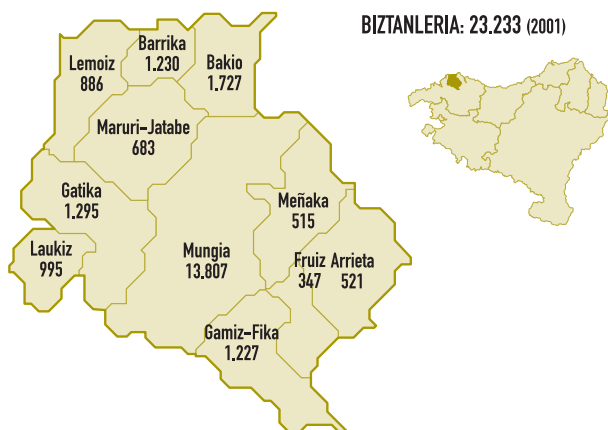 BIZTANLERIA: 23.233 (2001)
Lemoiz
886
Barrika
1.230
Bakio
1.727
Maruri-Jatabe
683
Gatika
1.295
Laukiz
995
Mungia
13.807
Meñaka
515
Fruiz
347
Arrieta
521
Gamiz-Fika
1.227